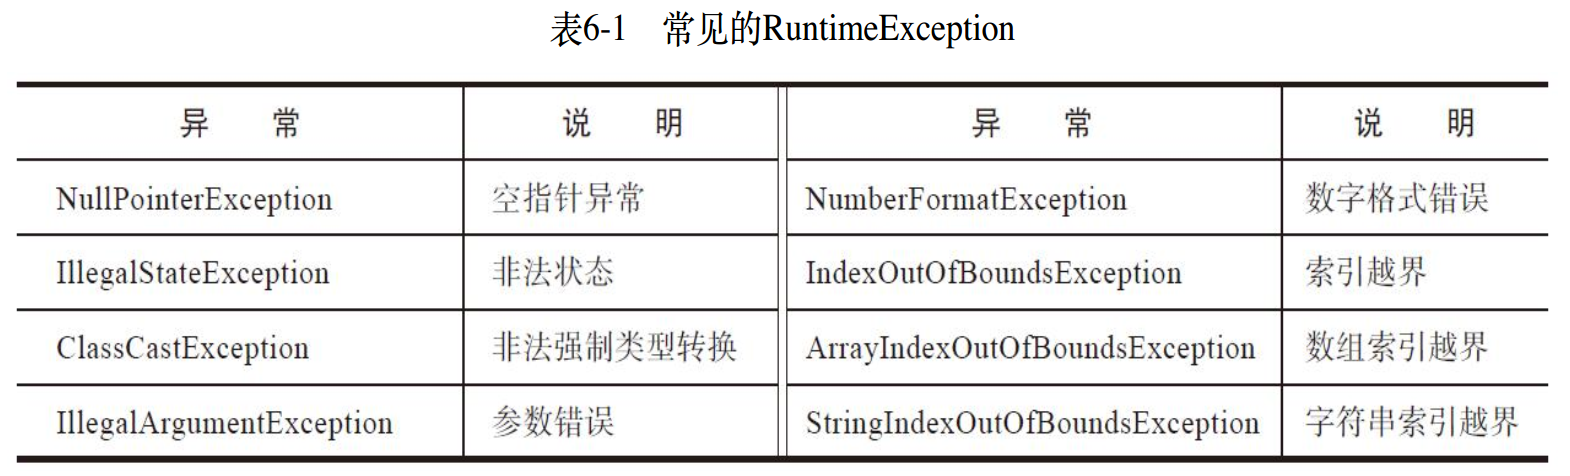 表6-1 常见的RuntimeException
异 常 说 明 异 常 说 明
NullPointerException 空指针异常 NumberFormatException 数字格式错误
IllegalStateException 非法状态 IndexOutOfBoundsException 索引越界
ClassCastException 非法强制类型转换 ArrayIndexOutOfBoundsException 数组索引越界
IllegalArgumentException 参数错误 StringIndexOutOfBoundsException 字符串索引越界